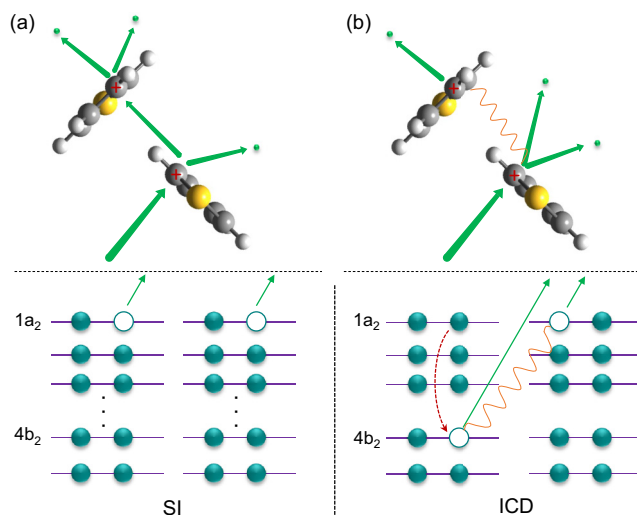 (a)
(b)
+
+
+
+
1a₂
4b₂
SI
1a₂
4b₂
ICD